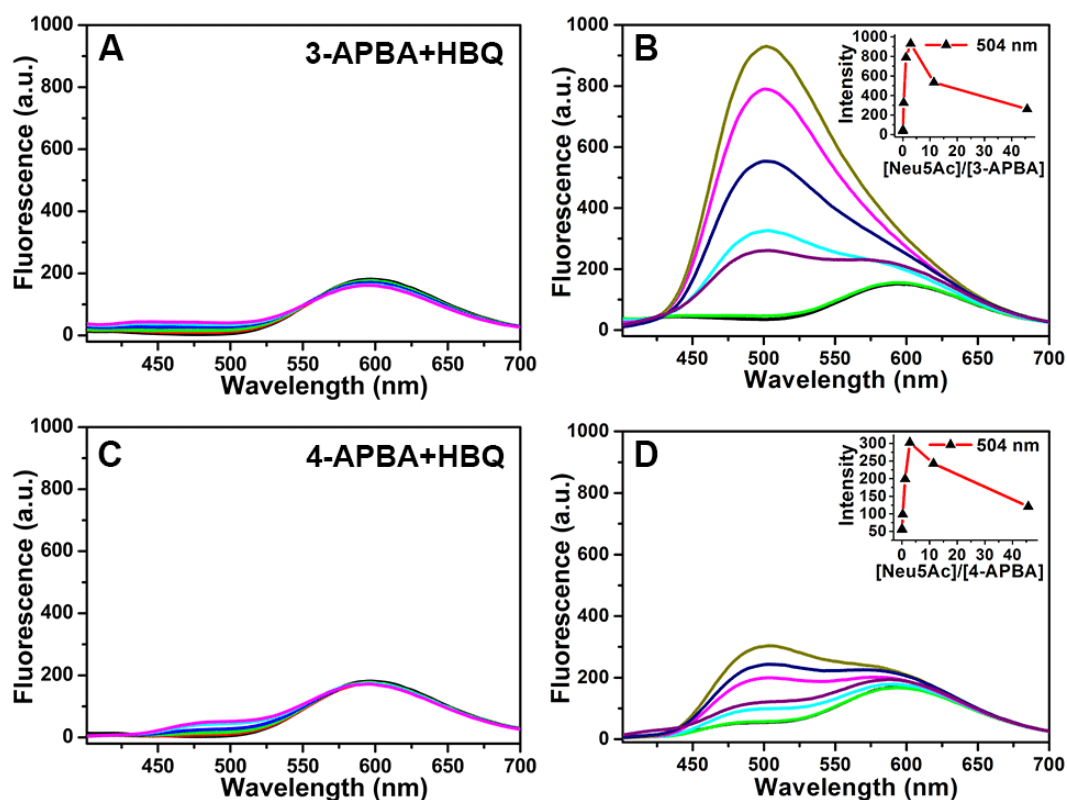 A
3-APBA+HBQ
Fluorescence (a.u.)
1000
800
600
400
200
0
450 500 550 600 650 700
Wavelength (nm)
B
Fluorescence (a.u.)
1000
800
600
400
200
0
450 500 550 600 650 700
Wavelength (nm)
504 nm
Intensity
1000
800
600
400
200
0
0 10 20 30 40
[Neu5Ac]/[3-APBA]
C
4-APBA+HBQ
Fluorescence (a.u.)
1000
800
600
400
200
0
450 500 550 600 650 700
Wavelength (nm)
D
Fluorescence (a.u.)
1000
800
600
400
200
0
450 500 550 600 650 700
Wavelength (nm)
504 nm
Intensity
300
250
200
150
100
50
0 10 20 30 40
[Neu5Ac]/[4-APBA]